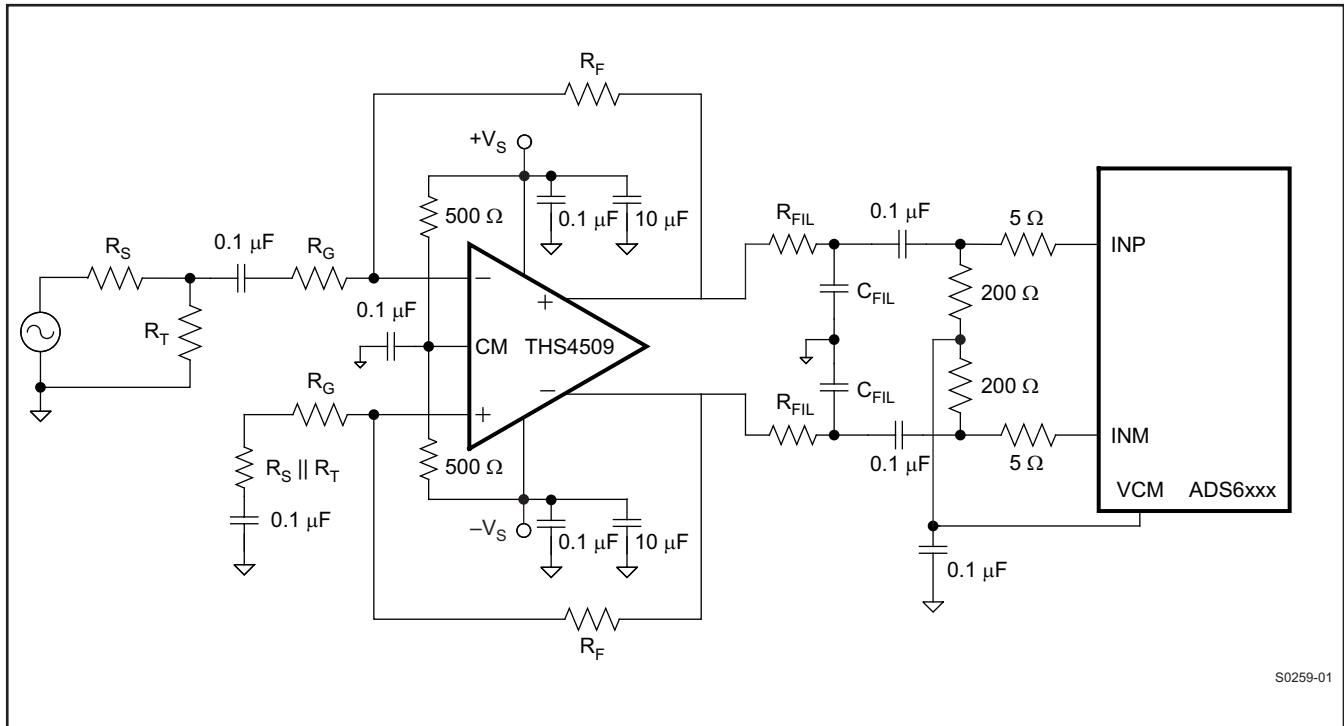 R_F
+V_S
500 Ω
0.1 μF
10 μF
R_S
0.1 μF
R_G
R_T
−
+
0.1 μF
CM THS4509
R_FIL
0.1 μF
5 Ω
INP
C_FIL
200 Ω
R_G
+
−
C_FIL
200 Ω
R_FIL
5 Ω
INM
0.1 μF
R_S || R_T
500 Ω
VCM ADS6xxx
0.1 μF
−V_S
0.1 μF
10 μF
0.1 μF
R_F
S0259-01